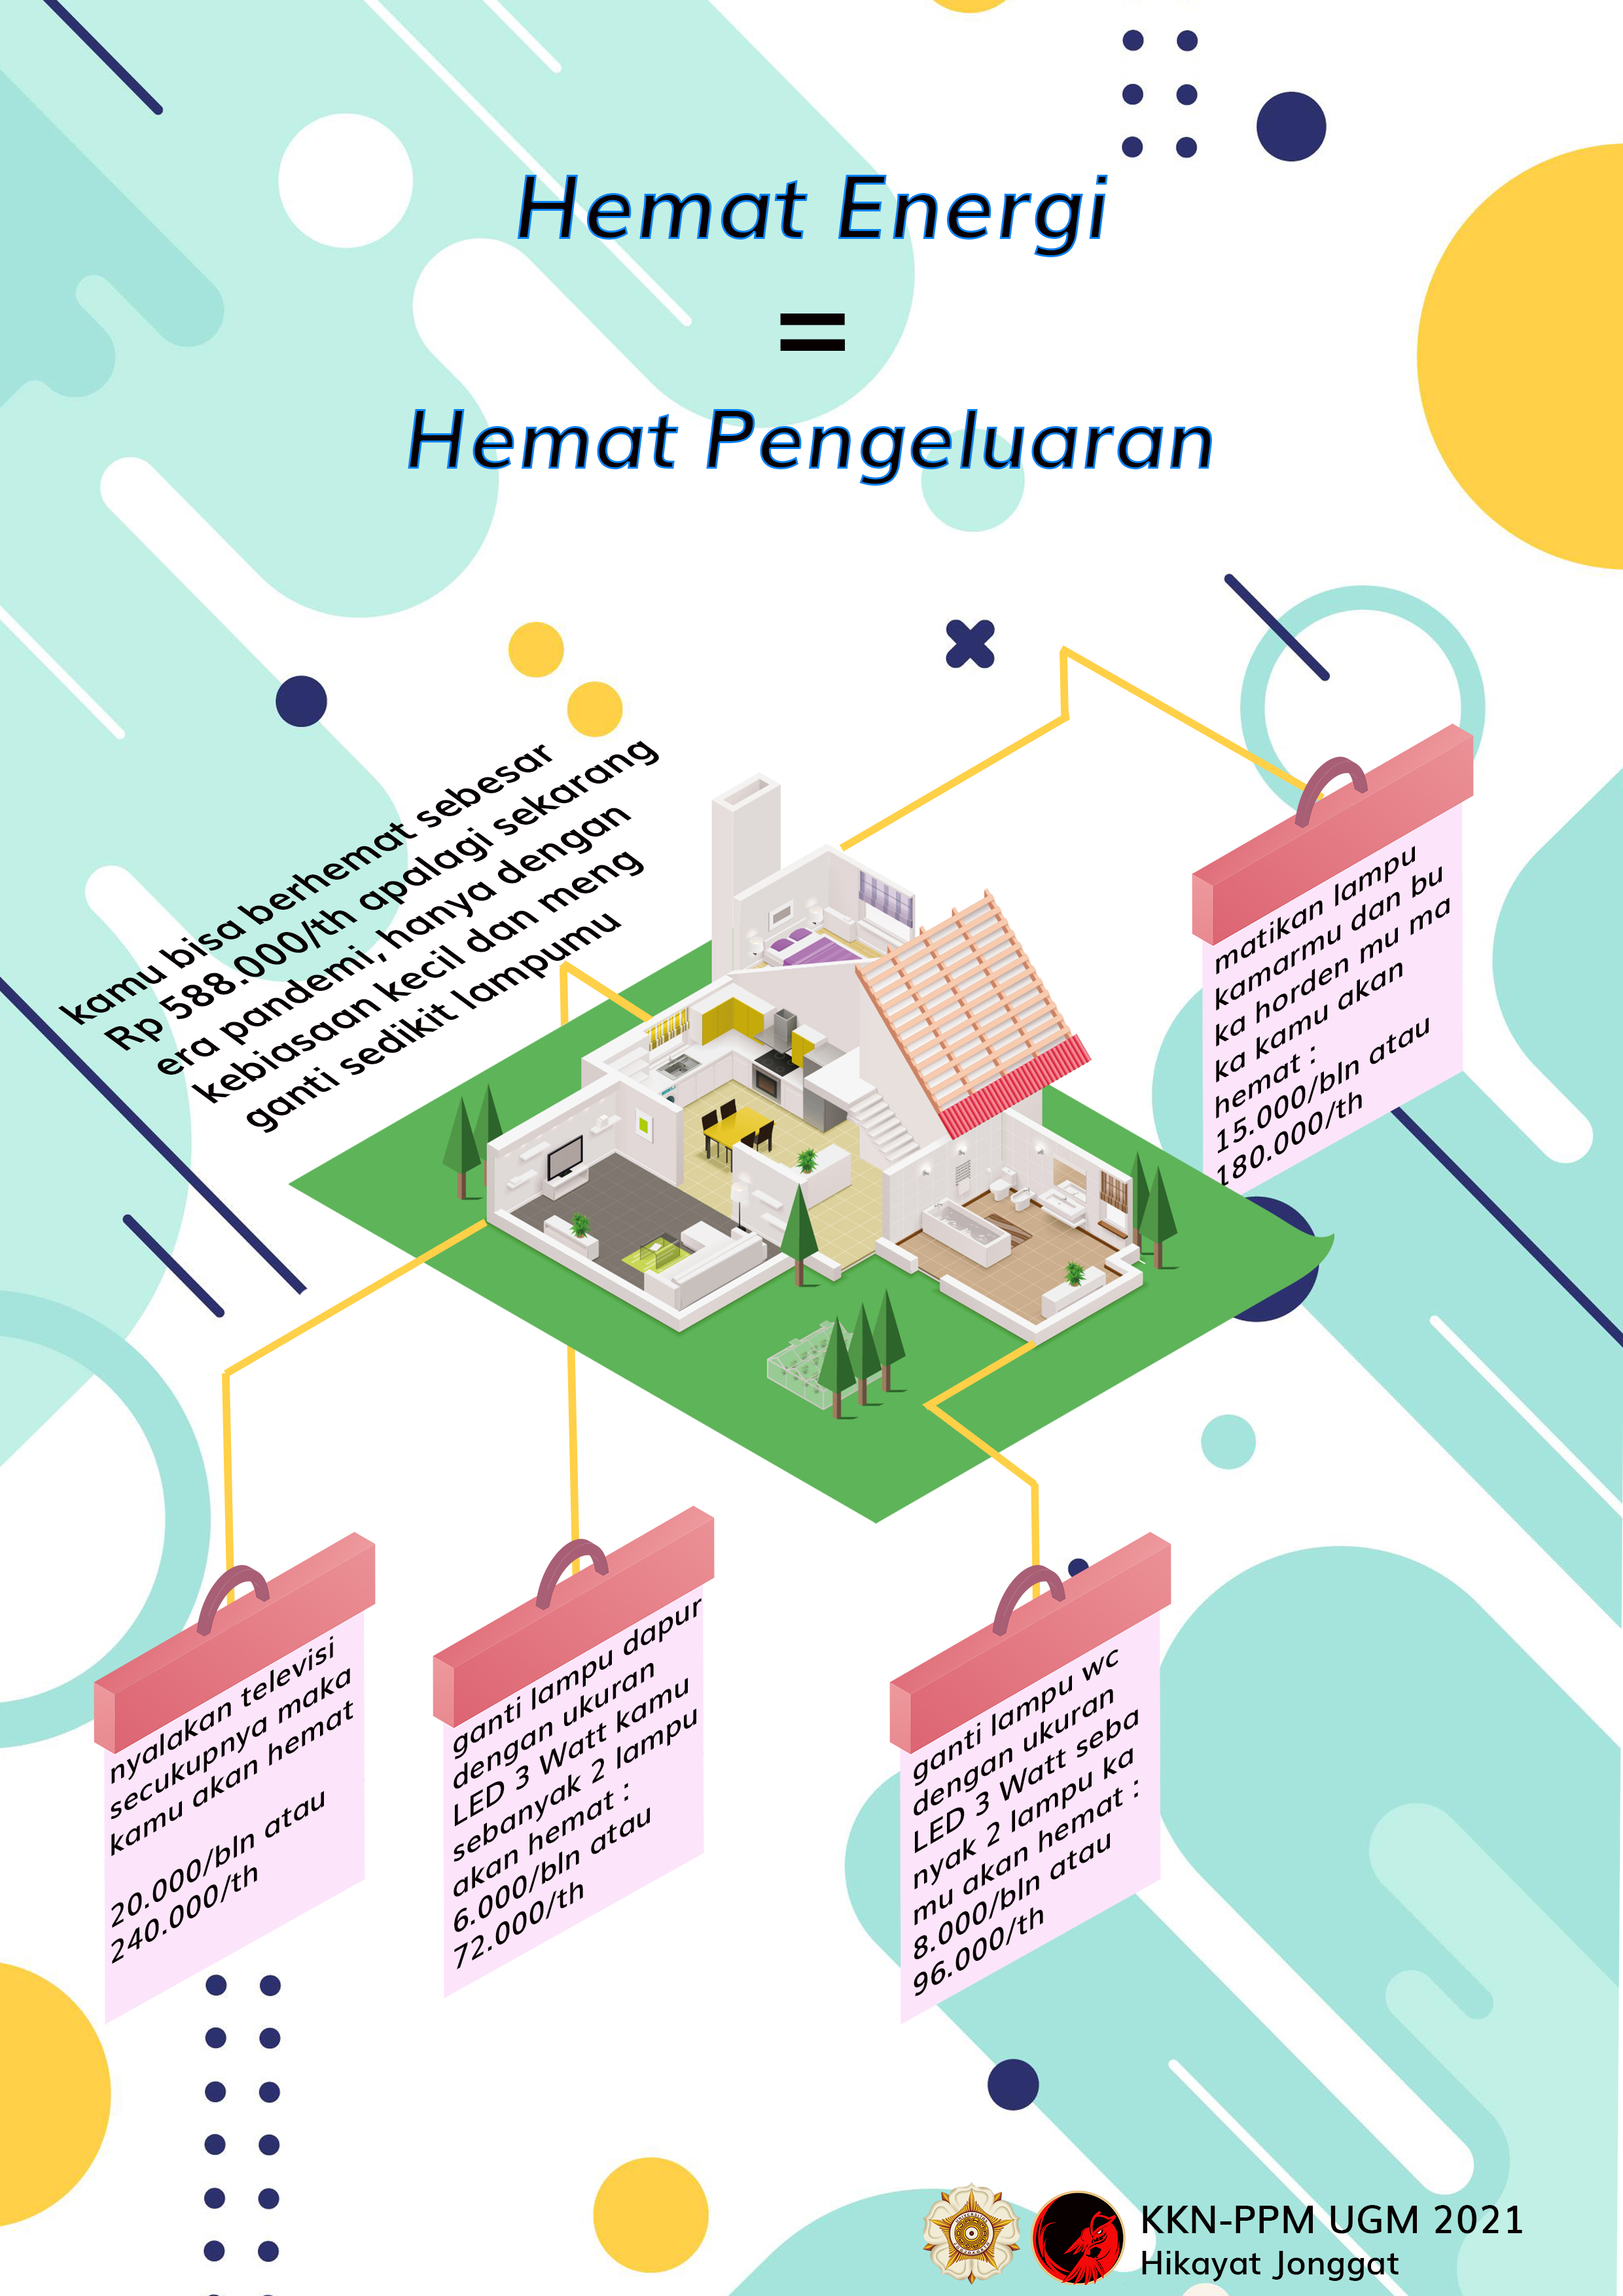 Hemat Energi
=
Hemat Pengeluaran
kamu bisa berhemat sebesar
Rp 588.000/th apalagi sekarang
era pandemi, hanya dengan
kebiasaan kecil dan meng
ganti sedikit lampumu
matikan lampu
kamarmu dan bu
ka horden mu ma
ka kamu akan
hemat :
15.000/bln atau
180.000/th
nyalakan televisi
secukupnya maka
kamu akan hemat
20.000/bln atau
240.000/th
ganti lampu dapur
dengan ukuran
LED 3 Watt kamu
sebanyak 2 lampu
akan hemat :
6.000/bln atau
72.000/th
ganti lampu wc
dengan ukuran
LED 3 Watt seba
nyak 2 lampu ka
mu akan hemat :
8.000/bln atau
96.000/th
KKN-PPM UGM 2021
Hikayat Jonggat